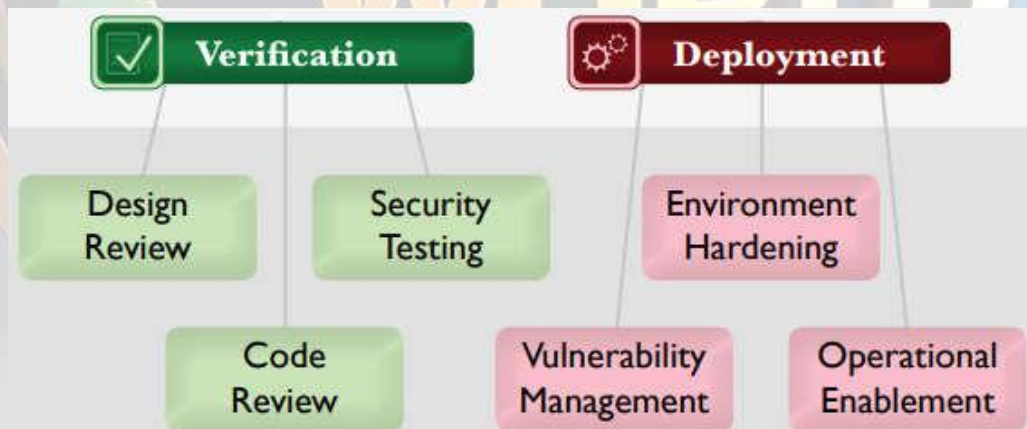 Verification
Deployment
Design
Review
Security
Testing
Environment
Hardening
Code
Review
Vulnerability
Management
Operational
Enablement